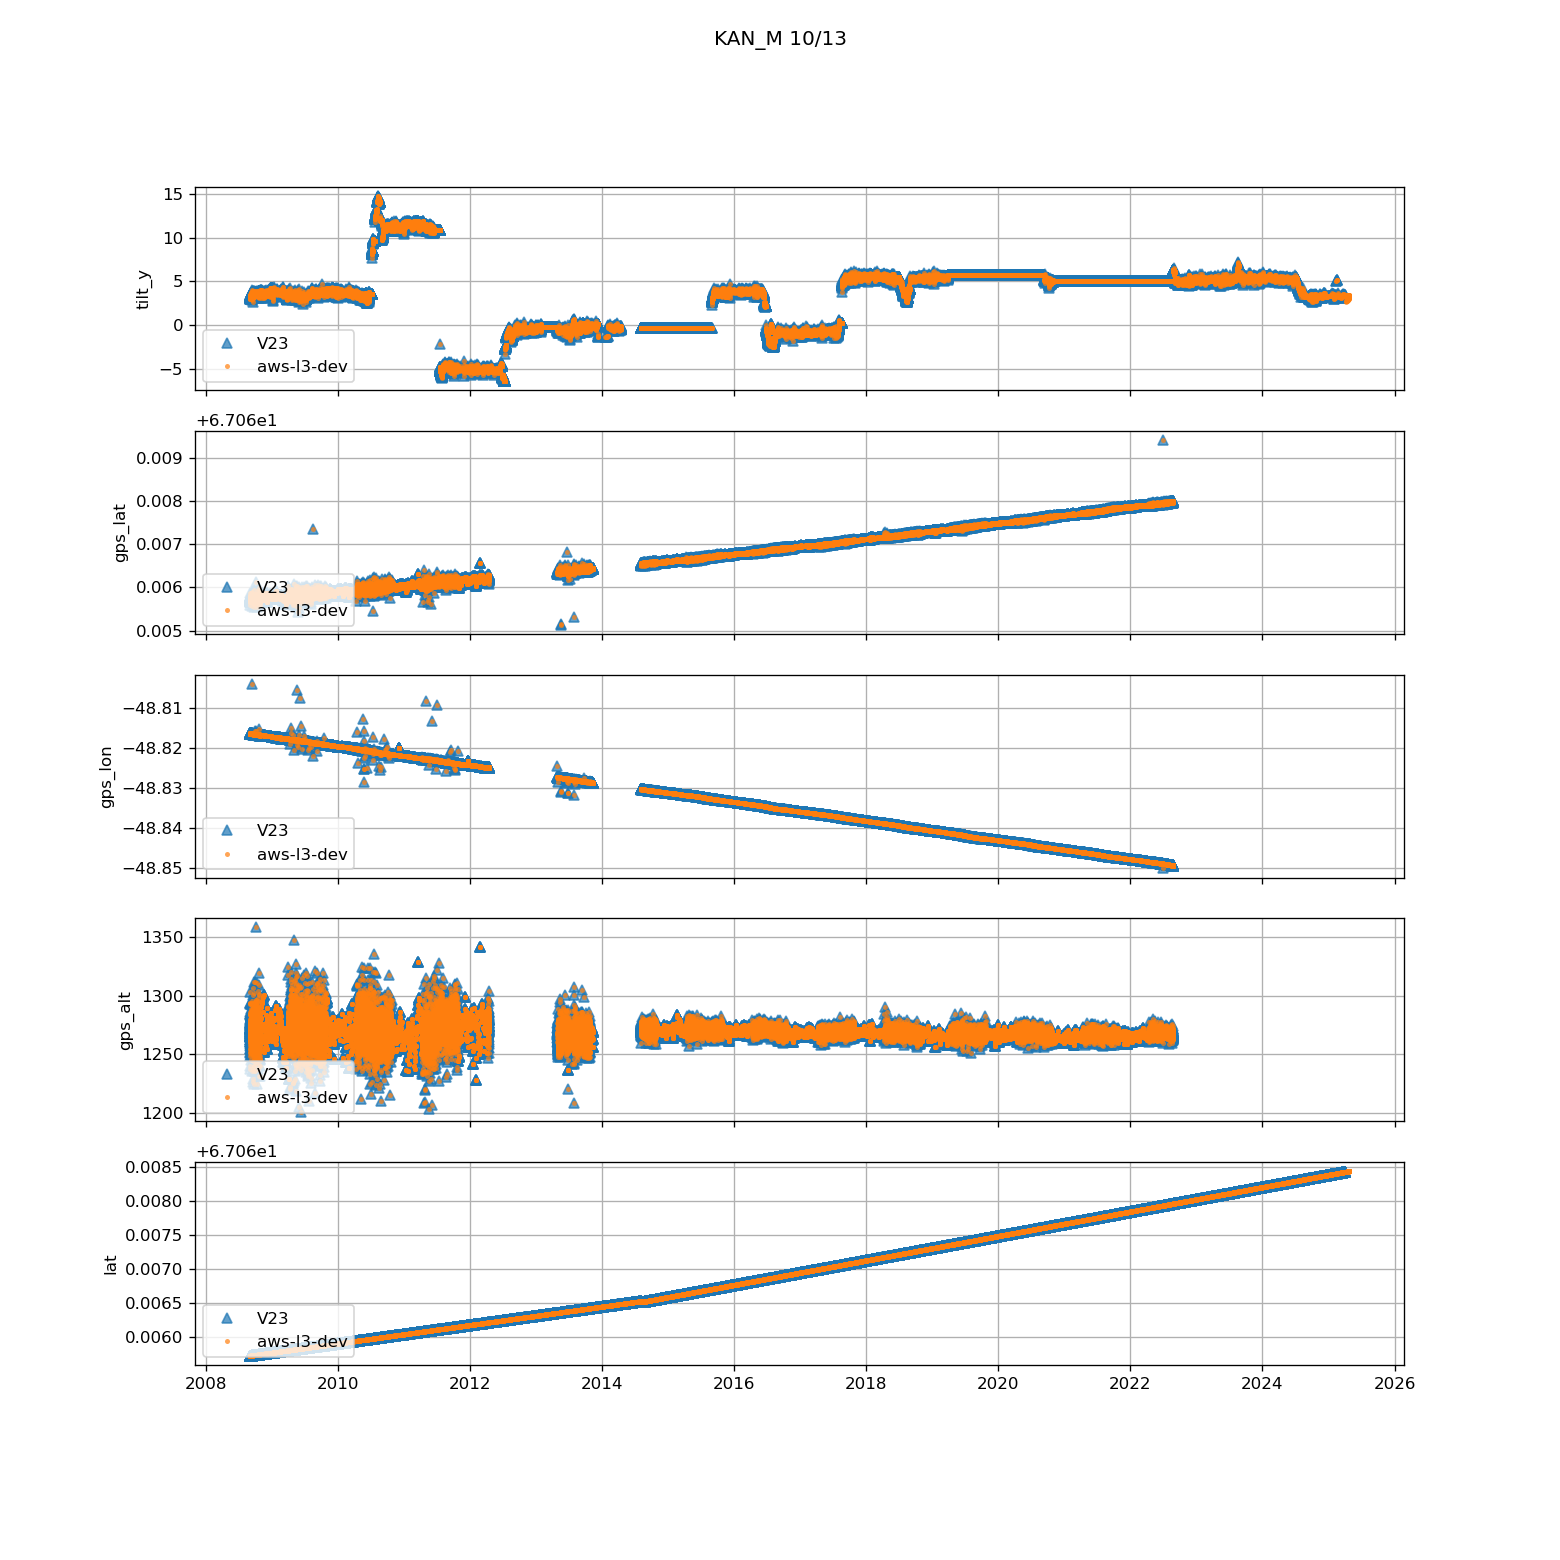 KAN_M 10/13
15
10
5
0
−5
tilt_y
V23
aws-l3-dev
+6.706e1
0.009
0.008
0.007
0.006
0.005
gps_lat
V23
aws-l3-dev
−48.81
−48.82
−48.83
−48.84
−48.85
gps_lon
V23
aws-l3-dev
1350
1300
1250
1200
gps_alt
V23
aws-l3-dev
+6.706e1
0.0085
0.0080
0.0075
0.0070
0.0065
0.0060
lat
V23
aws-l3-dev
2008 2010 2012 2014 2016 2018 2020 2022 2024 2026